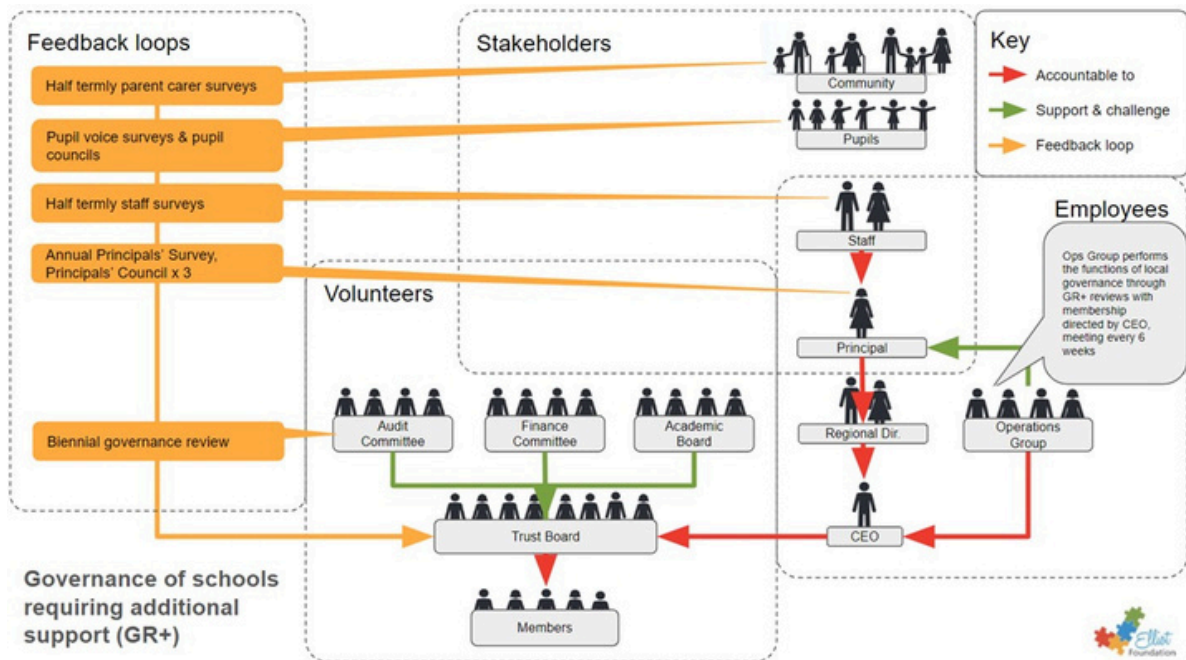 Feedback loops
Half termly parent carer surveys
Pupil voice surveys & pupil
councils
Half termly staff surveys
Annual Principals' Survey,
Principals' Council x 3
Biennial governance review
Stakeholders
Community
Pupils
Key
Accountable to
Support & challenge
Feedback loop
Employees
Staff
Principal
Regional Dir.
CEO
Ops Group performs
the functions of local
governance through
GR+ reviews with
membership
directed by CEO,
meeting every 6
weeks
Operations
Group
Volunteers
Audit
Committee
Finance
Committee
Academic
Board
Trust Board
Members
Governance of schools
requiring additional
support (GR+)
Elliot
Foundation